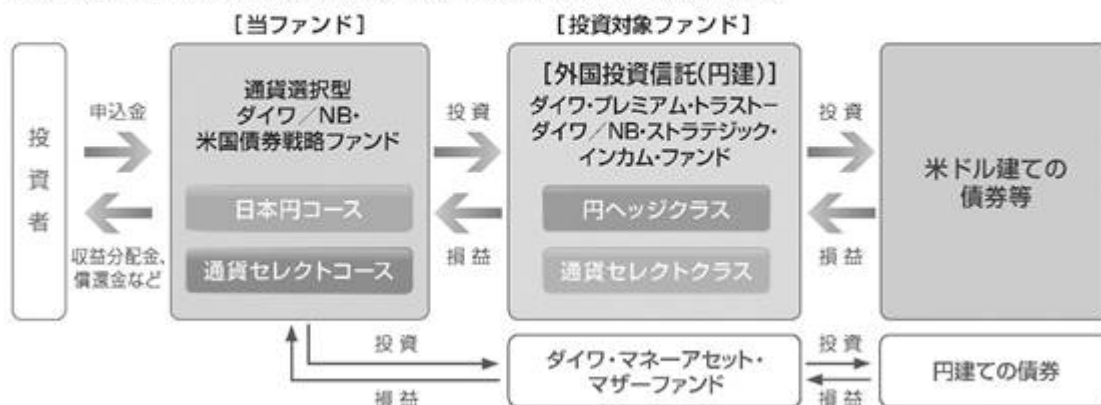 [当ファンド]
[投資対象ファンド]
投資者
申込金
収益分配金、
償還金など
通貨選択型
ダイワ／NB・
米国債券戦略ファンド
日本円コース
通貨セレクトコース
投資
損益
[外国投資信託(円建)]
ダイワ・プレミアム・トラスト－
ダイワ／NB・ストラテジック・
インカム・ファンド
円ヘッジクラス
通貨セレクトクラス
投資
損益
米ドル建ての
債券等
投資
損益
ダイワ・マネーアセット・
マザーファンド
投資
損益
円建ての債券